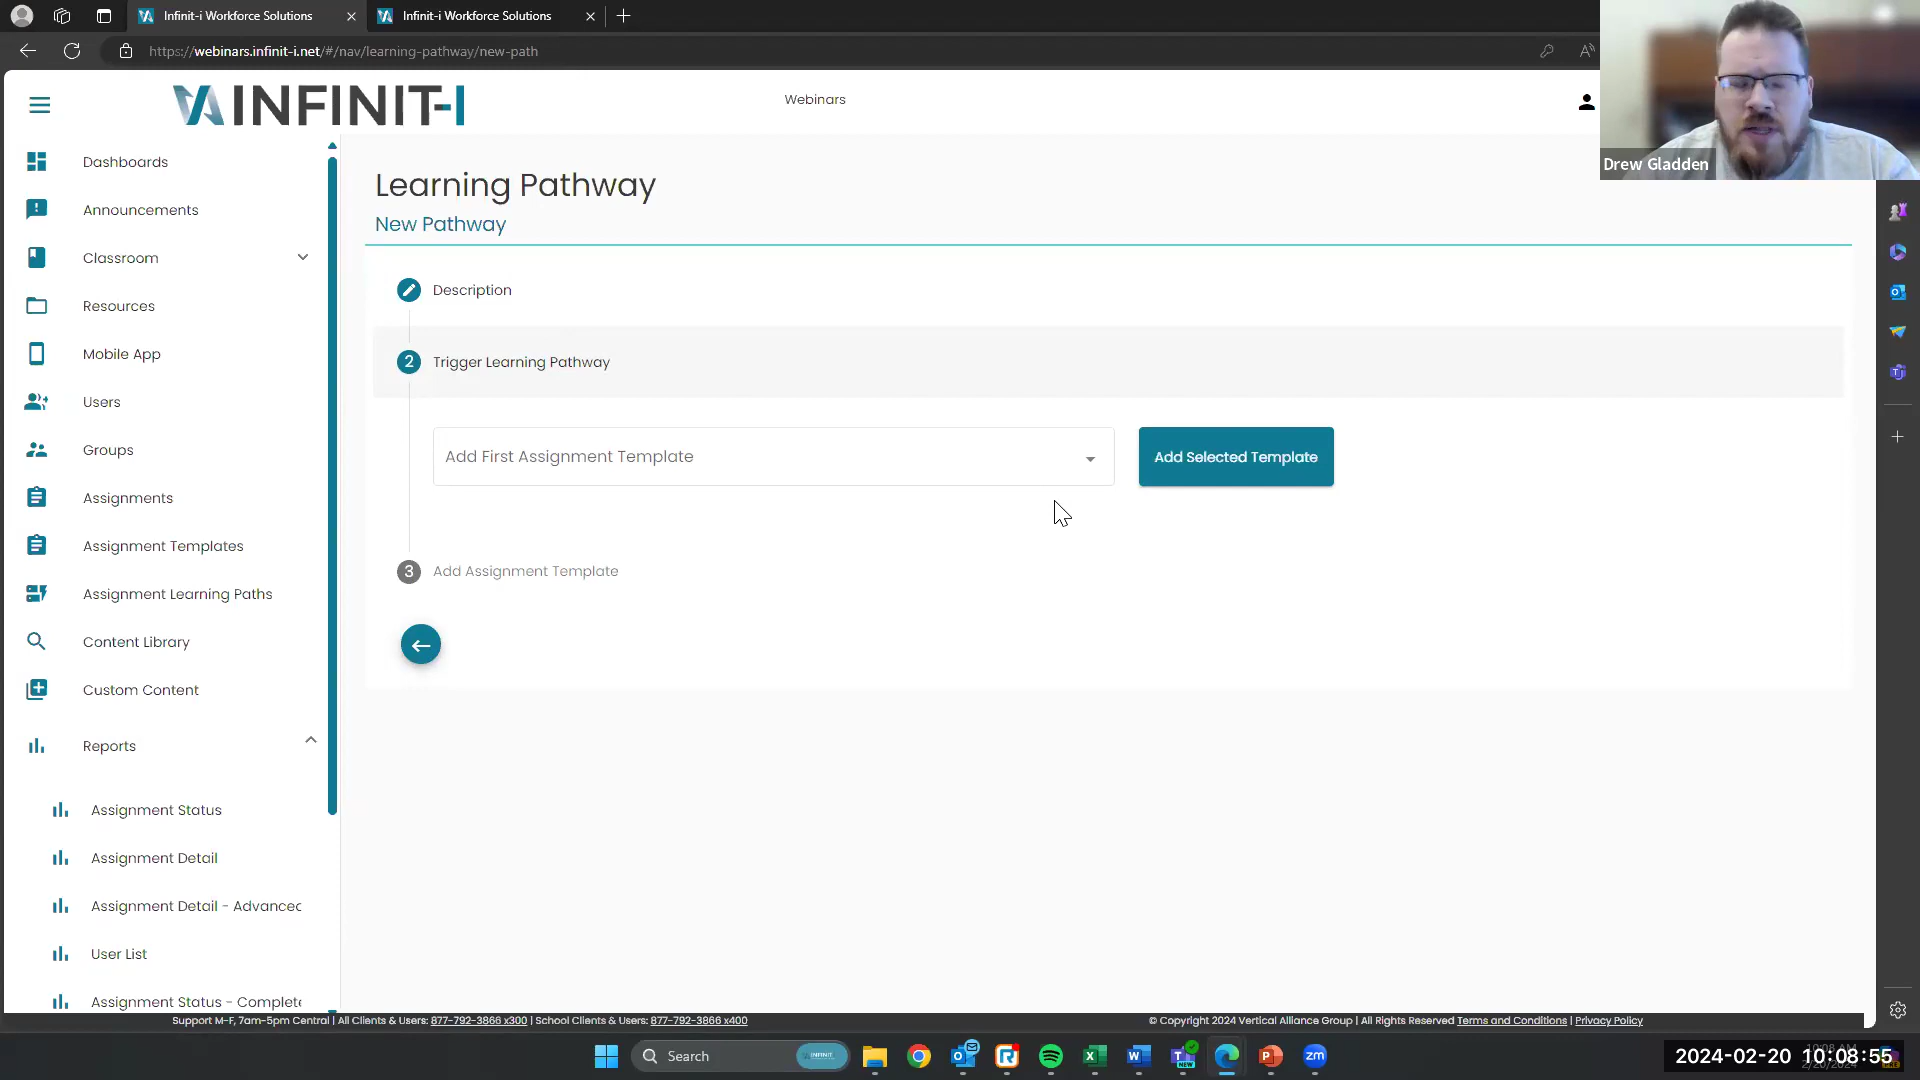 Infinit-i Workforce Solutions
Infinit-i Workforce Solutions
https://webinars.infinit-i.net/#/nav/learning-pathway/new-path
INFINIT-I
Webinars
Drew Gladden
Dashboards
Announcements
Classroom
Resources
Mobile App
Users
Groups
Assignments
Assignment Templates
Assignment Learning Paths
Content Library
Custom Content
Reports
Assignment Status
Assignment Detail
Assignment Detail - Advanced
User List
Assignment Status - Complete
Learning Pathway
New Pathway
Description
2 Trigger Learning Pathway
Add First Assignment Template
Add Selected Template
3 Add Assignment Template
Support M-F, 7am-5pm Central | All Clients & Users: 877-792-3866 x300 | School Clients & Users: 877-792-3866 x400
© Copyright 2024 Vertical Alliance Group | All Rights Reserved Terms and Conditions | Privacy Policy
Search
2024-02-20 10:08:55